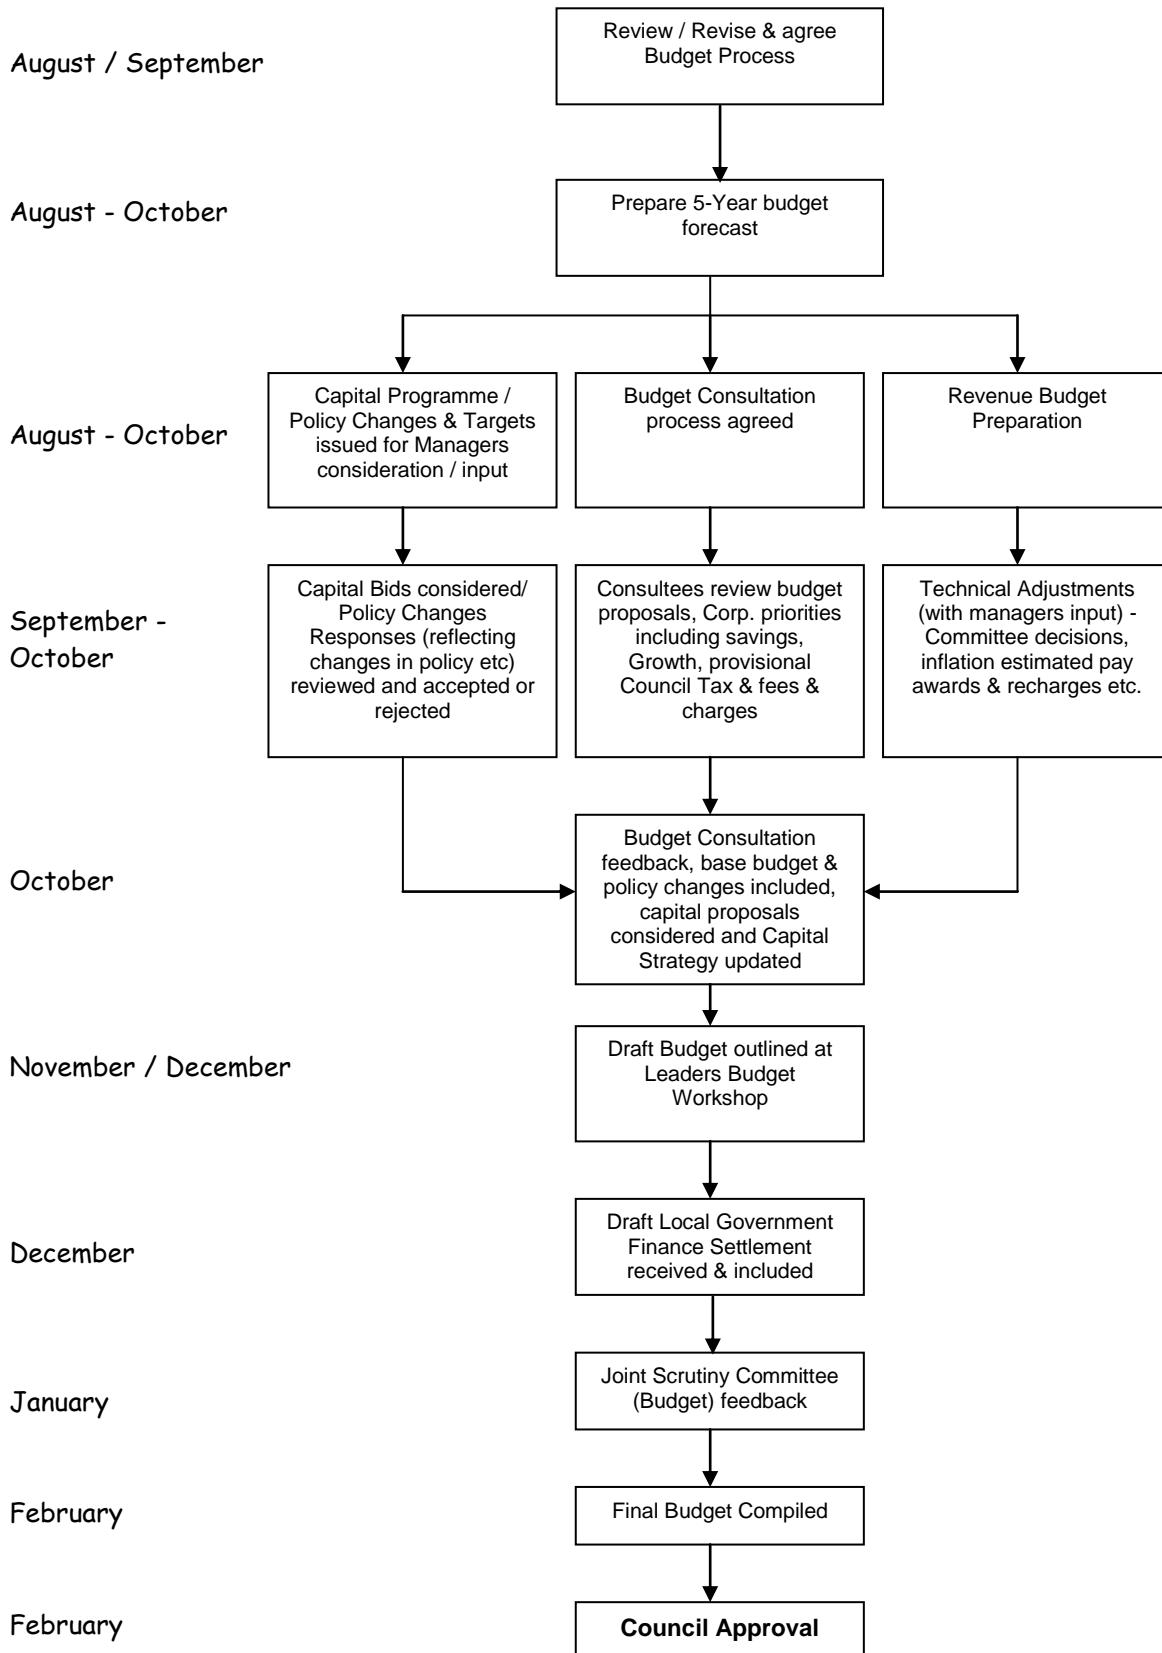 August / September
Review / Revise & agree
Budget Process
August - October
Prepare 5-Year budget
forecast
August - October
Capital Programme /
Policy Changes & Targets
issued for Managers
consideration / input
Budget Consultation
process agreed
Revenue Budget
Preparation
September -
October
Capital Bids considered/
Policy Changes
Responses (reflecting
changes in policy etc)
reviewed and accepted or
rejected
Consultees review budget
proposals, Corp. priorities
including savings,
Growth, provisional
Council Tax & fees &
charges
Technical Adjustments
(with managers input) -
Committee decisions,
inflation estimated pay
awards & recharges etc.
October
Budget Consultation
feedback, base budget &
policy changes included,
capital proposals
considered and Capital
Strategy updated
November / December
Draft Budget outlined at
Leaders Budget
Workshop
December
Draft Local Government
Finance Settlement
received & included
January
Joint Scrutiny Committee
(Budget) feedback
February
Final Budget Compiled
February
Council Approval